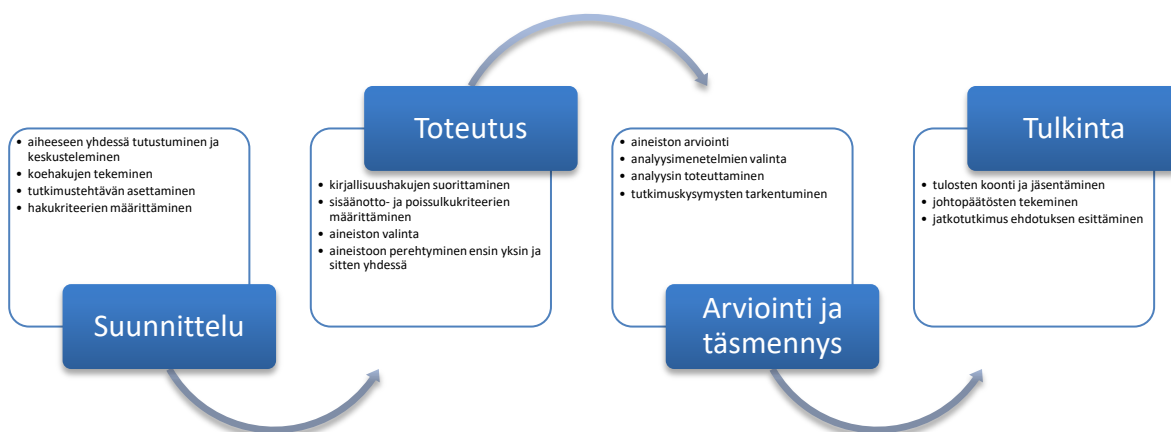 • aiheeseen yhdessä tutustuminen ja
keskusteleminen
• koehakujen tekeminen
• tutkimustehtävän asettaminen
• hakukriteerien määrittäminen
Suunnittelu
Toteutus
• kirjallisuushakujen suorittaminen
• sisäänotto- ja poissulkukriteerien
määrittäminen
• aineiston valinta
• aineistoon perehtyminen ensin yksin ja
sitten yhdessä
• aineiston arviointi
• analyysimenetelmien valinta
• analyysin toteuttaminen
• tutkimuskysymysten tarkentuminen
Arviointi ja
täsmennys
Tulkinta
• tulosten koonti ja jäsentäminen
• johtopäätösten tekeminen
• jatkotutkimus ehdotuksen esittäminen